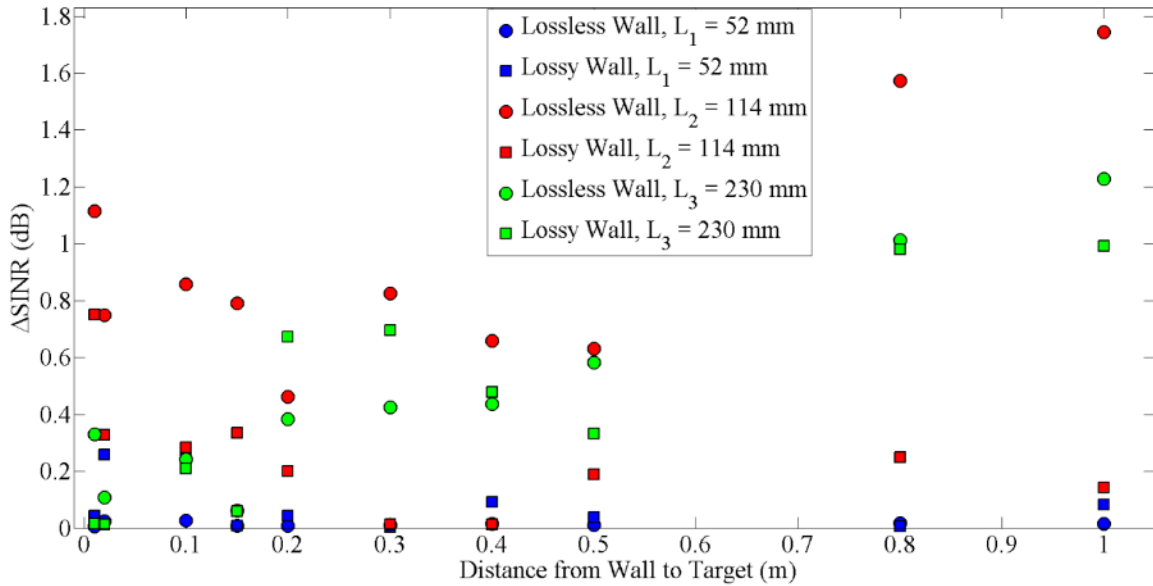 1.8
1.6
1.4
1.2
1
0.8
0.6
0.4
0.2
0
ΔSINR (dB)
Lossless Wall, L₁ = 52 mm
Lossy Wall, L₁ = 52 mm
Lossless Wall, L₂ = 114 mm
Lossy Wall, L₂ = 114 mm
Lossless Wall, L₃ = 230 mm
Lossy Wall, L₃ = 230 mm
0 0.1 0.2 0.3 0.4 0.5 0.6 0.7 0.8 0.9 1
Distance from Wall to Target (m)